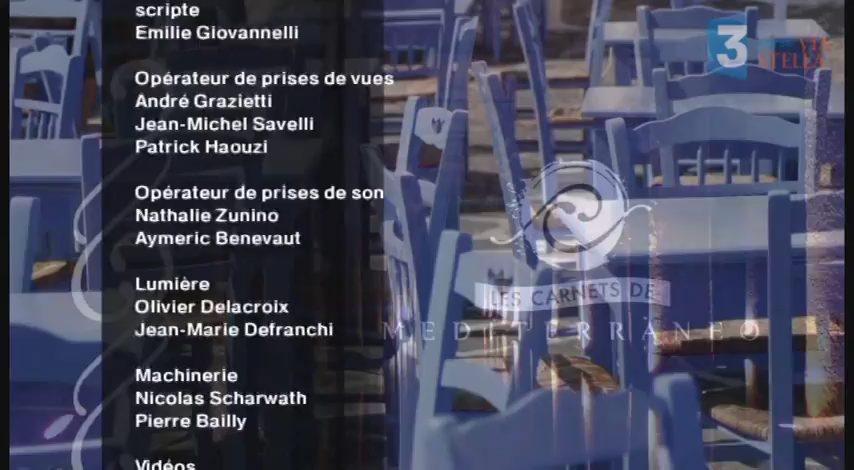 scripte
Emilie Giovannelli
Opérateur de prises de vues
André Grazietti
Jean-Michel Savelli
Patrick Haouzi
Opérateur de prises de son
Nathalie Zunino
Aymeric Benevaut
Lumière
Olivier Delacroix
Jean-Marie Defranchi
Machinerie
Nicolas Scharwath
Pierre Bailly
Vidéos
3
VIA
STELLA
LES CARNETS DE
MEDITERRANEO